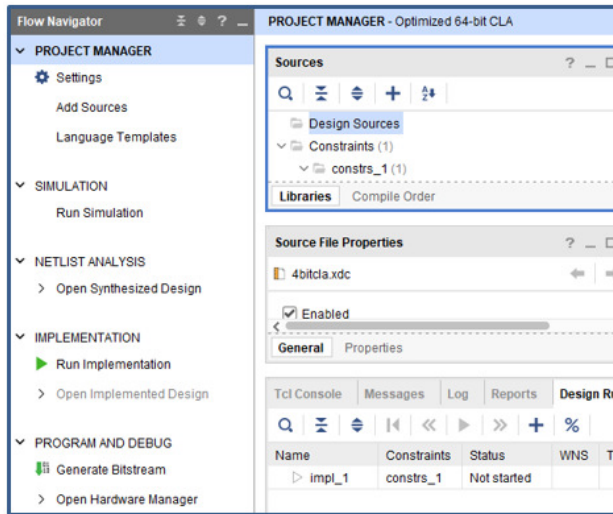 Flow Navigator
PROJECT MANAGER
Settings
Add Sources
Language Templates
SIMULATION
Run Simulation
NETLIST ANALYSIS
Open Synthesized Design
IMPLEMENTATION
Run Implementation
Open Implemented Design
PROGRAM AND DEBUG
Generate Bitstream
Open Hardware Manager
PROJECT MANAGER - Optimized 64-bit CLA
Sources
Design Sources
Constraints (1)
constrs_1 (1)
Libraries Compile Order
Source File Properties
4bitcla.xdc
Enabled
General Properties
Tcl Console Messages Log Reports Design R
Name Constraints Status WNS T
impl_1 constrs_1 Not started